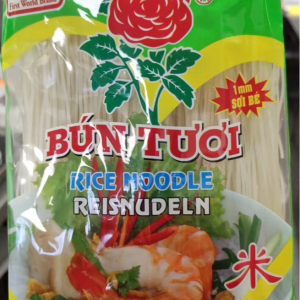 First World Brand
®
1mm
SỢI BÉ
BÚN TƯƠI
RICE NOODLE
REISNUDELN
米